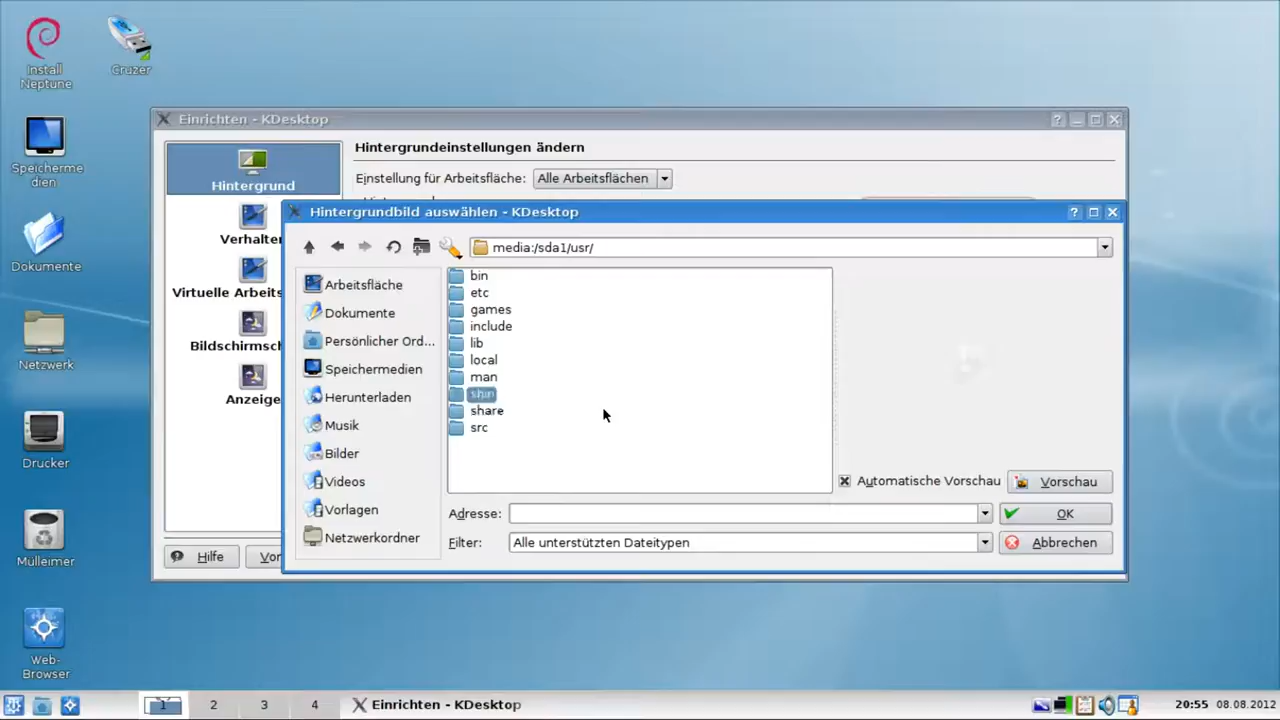 Install
Neptune
Cruzer
Speicherme
dien
Dokumente
Netzwerk
Drucker
Mülleimer
Web-
Browser
Einrichten - KDesktop
Hintergrund
Verhalten
Virtuelle Arbeits
Bildschirmsch
Anzeige
Hintergrundeinstellungen ändern
Einstellung für Arbeitsfläche: Alle Arbeitsflächen
Hilfe
Vor
Hintergrundbild auswählen - KDesktop
media:/sda1/usr/
Arbeitsfläche
Dokumente
Persönlicher Ord...
Speichermedien
Herunterladen
Musik
Bilder
Videos
Vorlagen
Netzwerkordner
bin
etc
games
include
lib
local
man
sbin
share
src
Automatische Vorschau
Vorschau
Adresse:
OK
Filter: Alle unterstützten Dateitypen
Abbrechen
1 2 3 4
Einrichten - KDesktop
20:55 08.08.2012